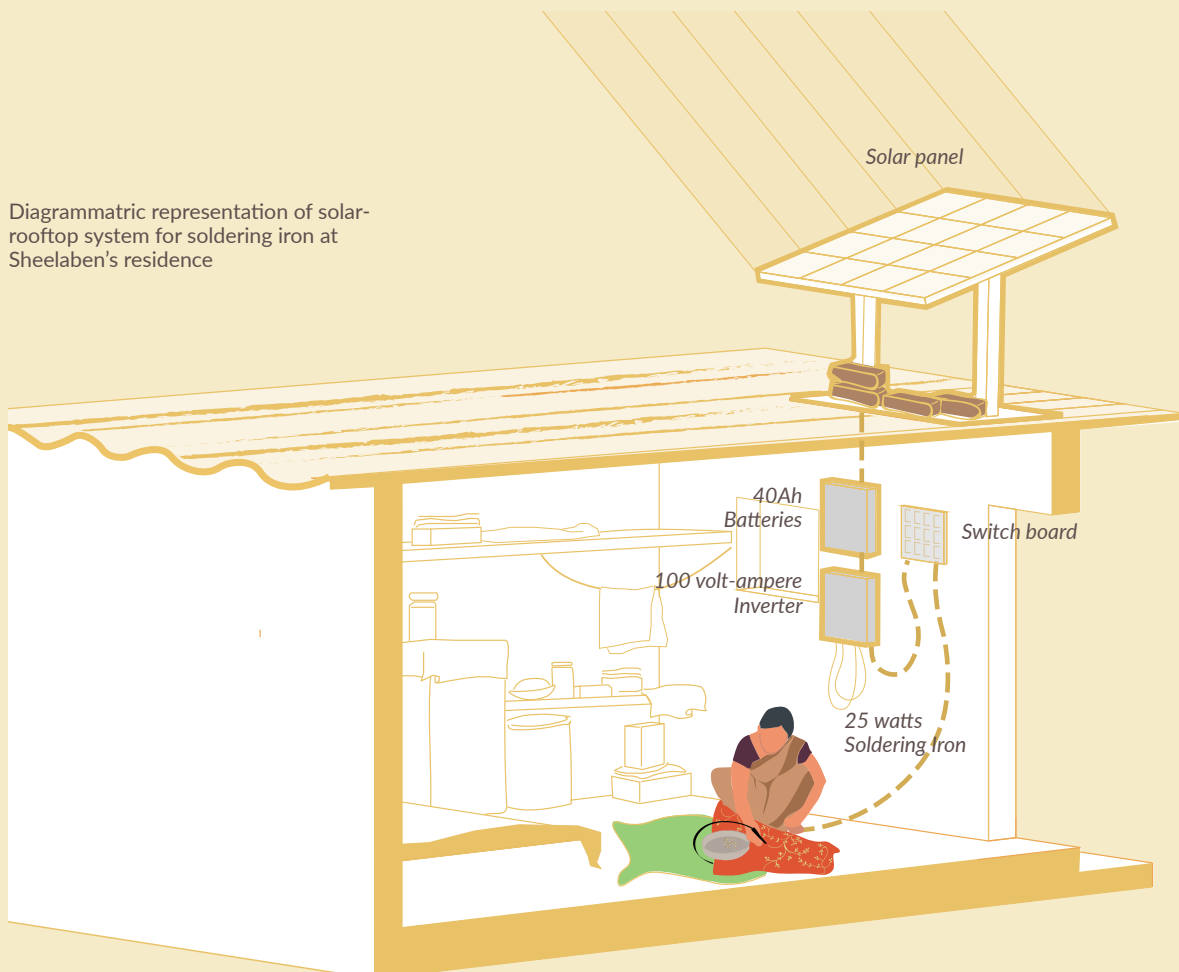 Solar panel
Diagrammatric representation of solar-
rooftop system for soldering iron at
Sheelaben’s residence
40Ah
Batteries
Switch board
100 volt-ampere
Inverter
25 watts
Soldering Iron